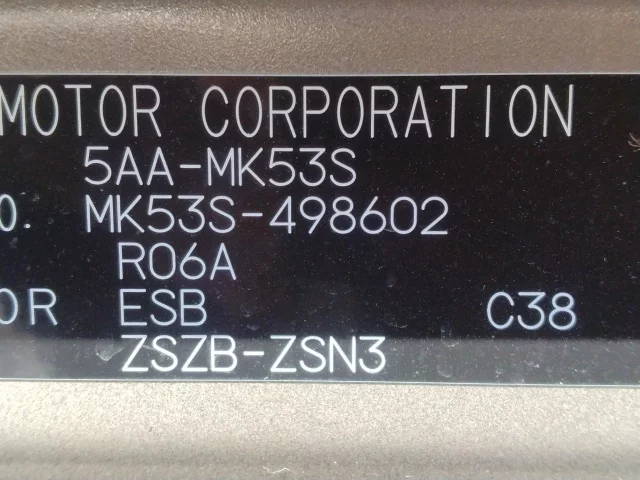 MOTOR CORPORATION
5AA-MK53S
0. MK53S-498602
R06A
OR ESB C38
ZSZB-ZSN3